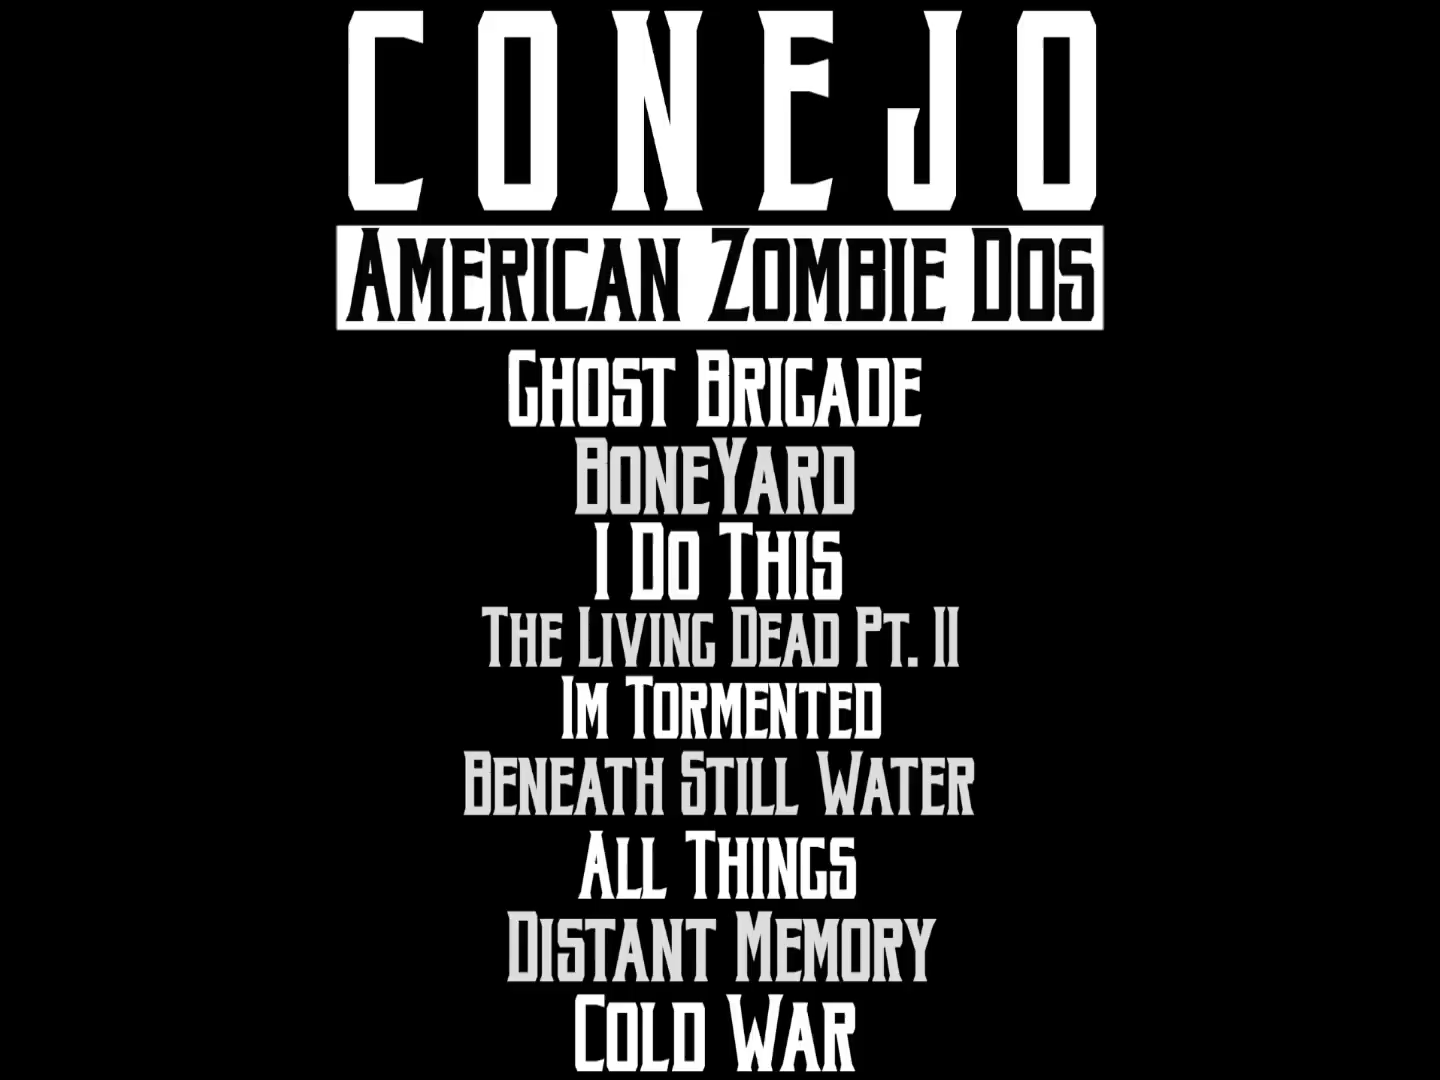 CONEJO
AMERICAN ZOMBIE DOS
GHOST BRIGADE
BONEYARD
I DO THIS
THE LIVING DEAD PT. II
IM TORMENTED
BENEATH STILL WATER
ALL THINGS
DISTANT MEMORY
COLD WAR